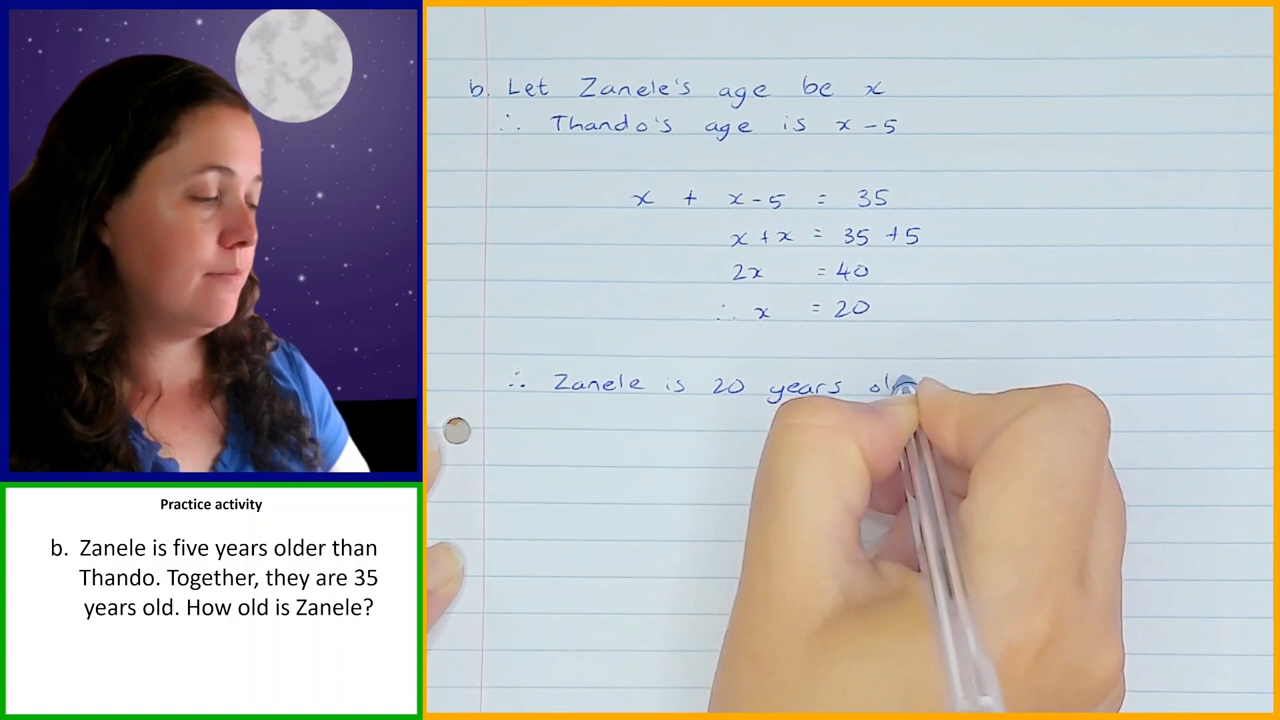 b. Let Zanele's age be x
∴ Thando's age is x - 5
x + x - 5 = 35
x + x = 35 + 5
2x = 40
∴ x = 20
∴ Zanele is 20 years
Practice activity
b. Zanele is five years older than
Thando. Together, they are 35
years old. How old is Zanele?